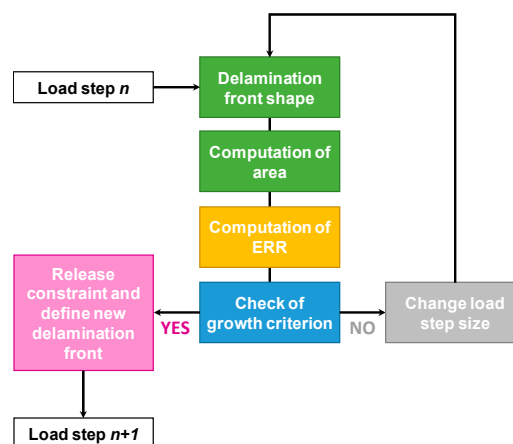 Delamination
front shape
Load step n
Computation of
area
Computation of
ERR
Release
constraint and
define new
delamination
front
YES
Check of
growth criterion
NO
Change load
step size
Load step n+1